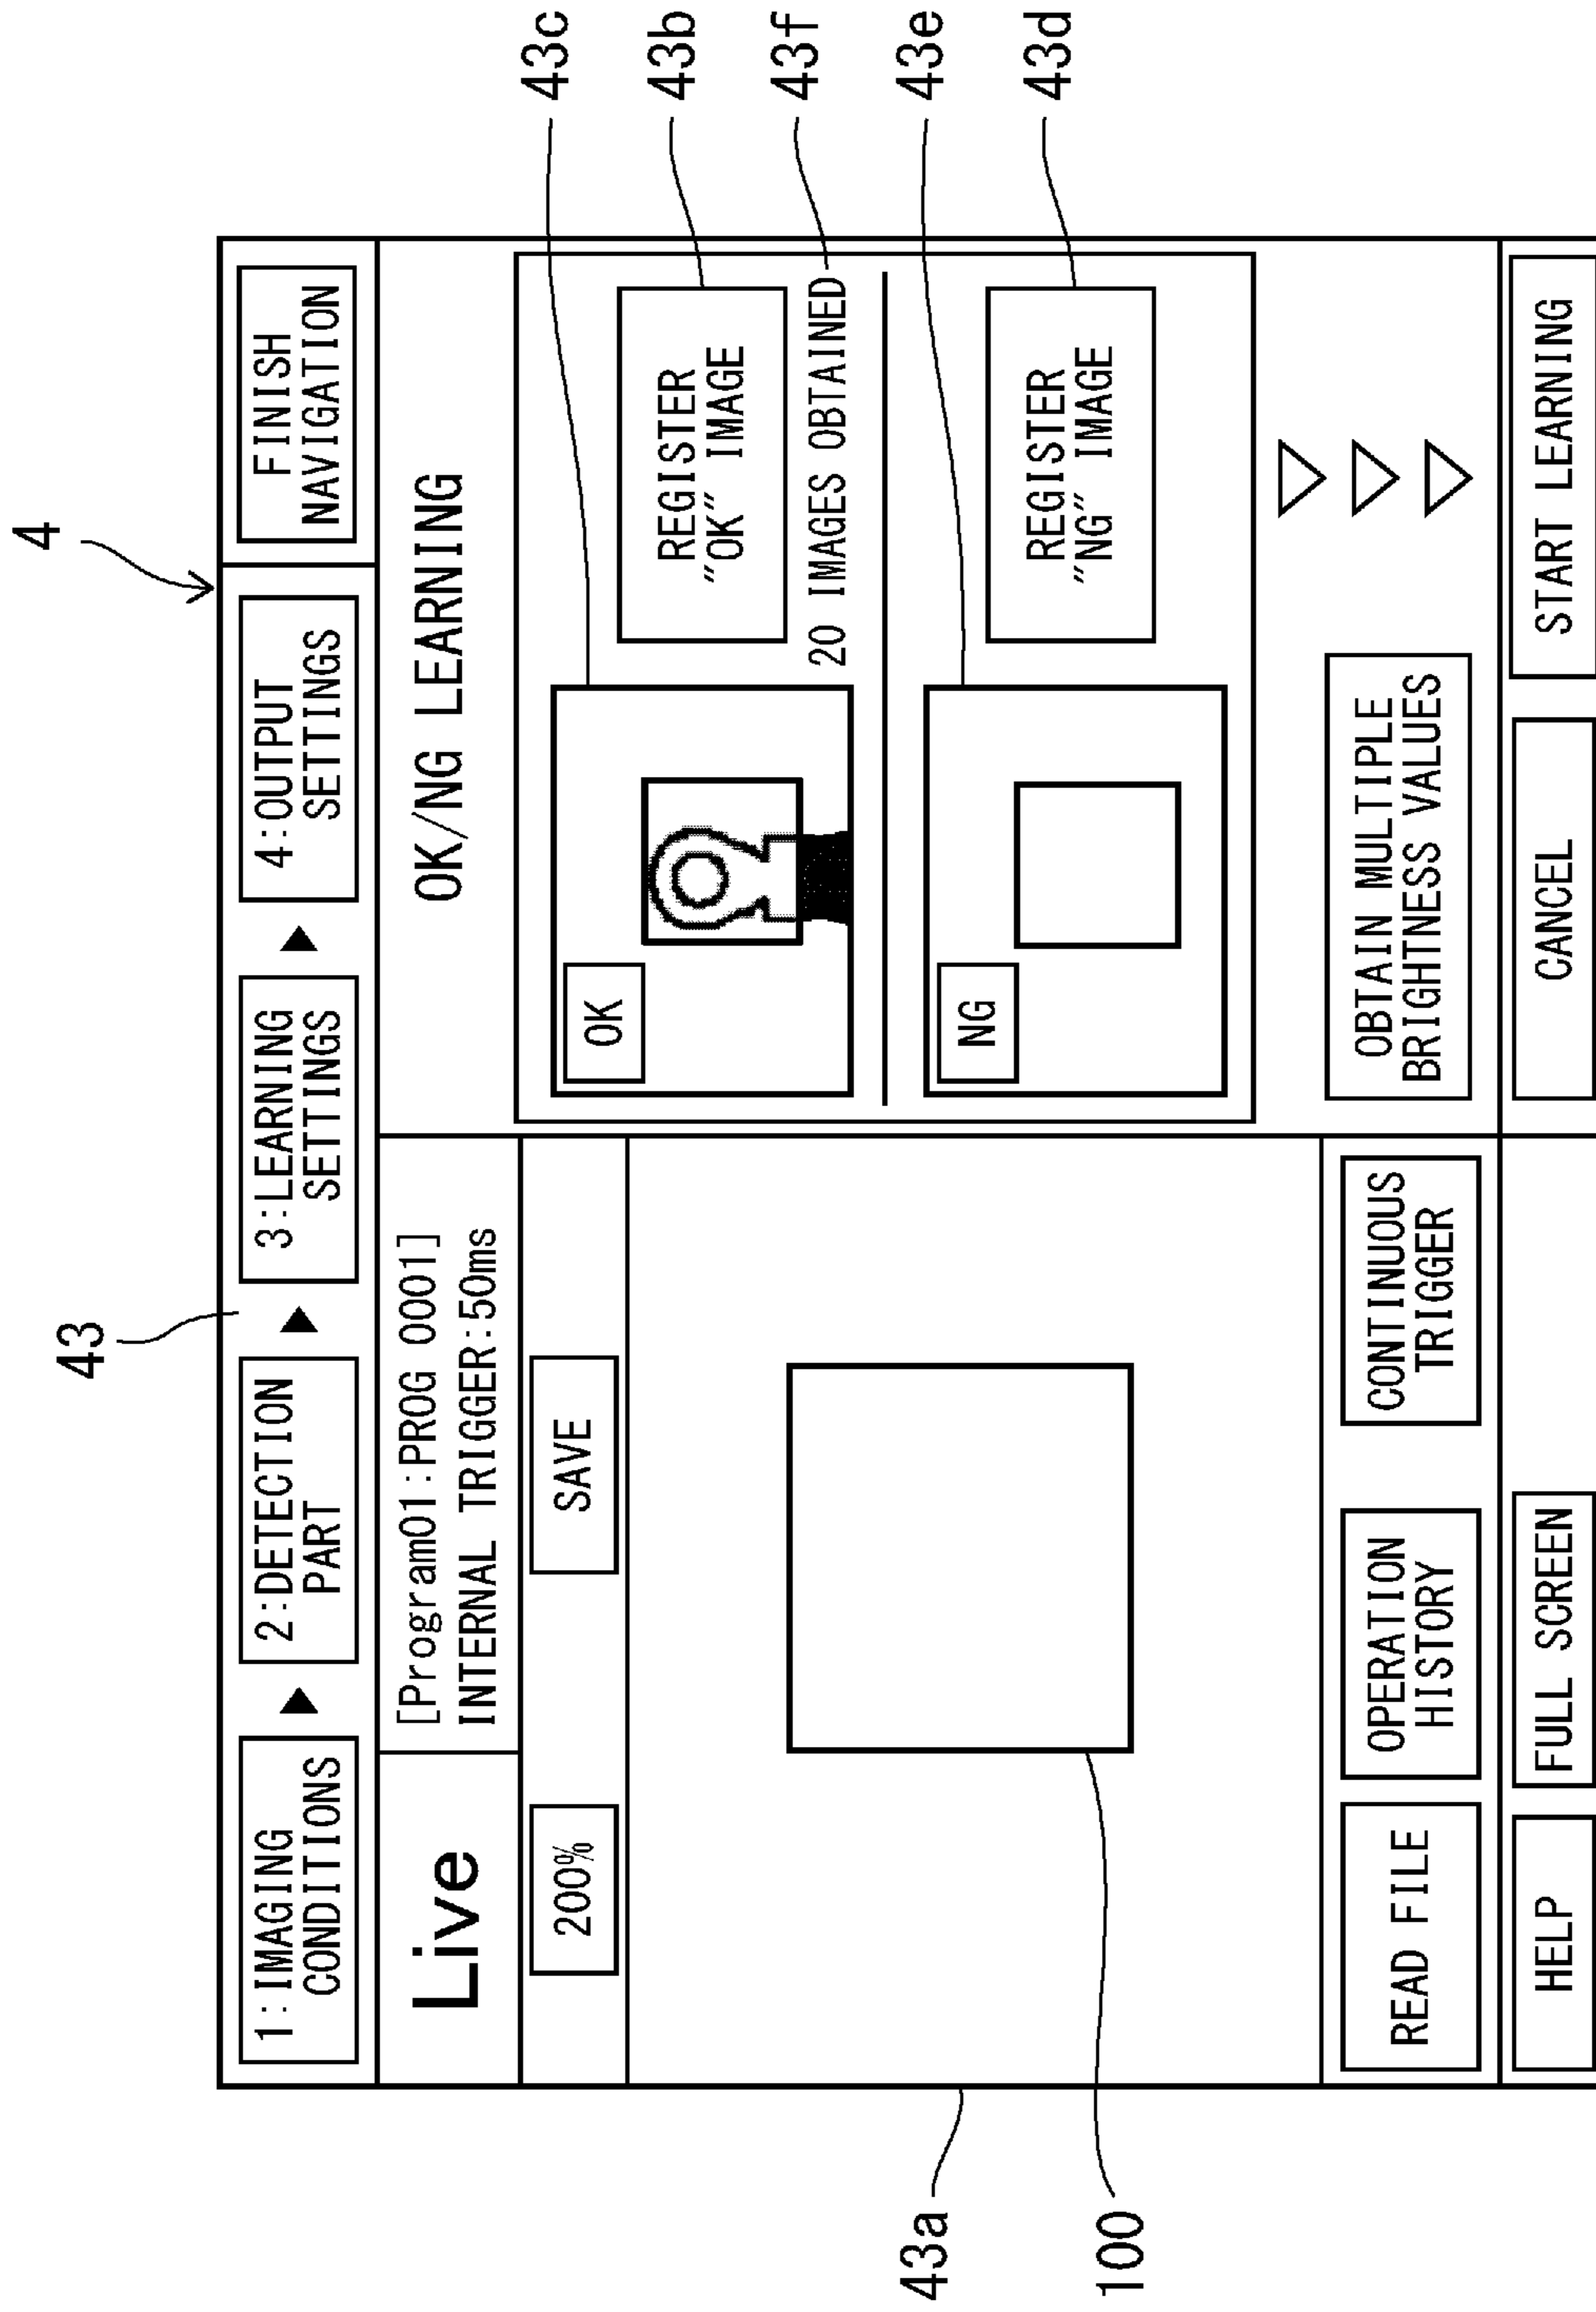 4
43
1:IMAGING
CONDITIONS
2:DETECTION
PART
3:LEARNING
SETTINGS
4:OUTPUT
SETTINGS
FINISH
NAVIGATION
Live
[Program01:PROG 0001]
INTERNAL TRIGGER:50ms
OK/NG LEARNING
200%
SAVE
OK
REGISTER
"OK" IMAGE
20 IMAGES OBTAINED
NG
REGISTER
"NG" IMAGE
43c
43b
43f
43e
43d
43a
100
READ FILE
OPERATION
HISTORY
CONTINUOUS
TRIGGER
OBTAIN MULTIPLE
BRIGHTNESS VALUES
HELP
FULL SCREEN
CANCEL
START LEARNING